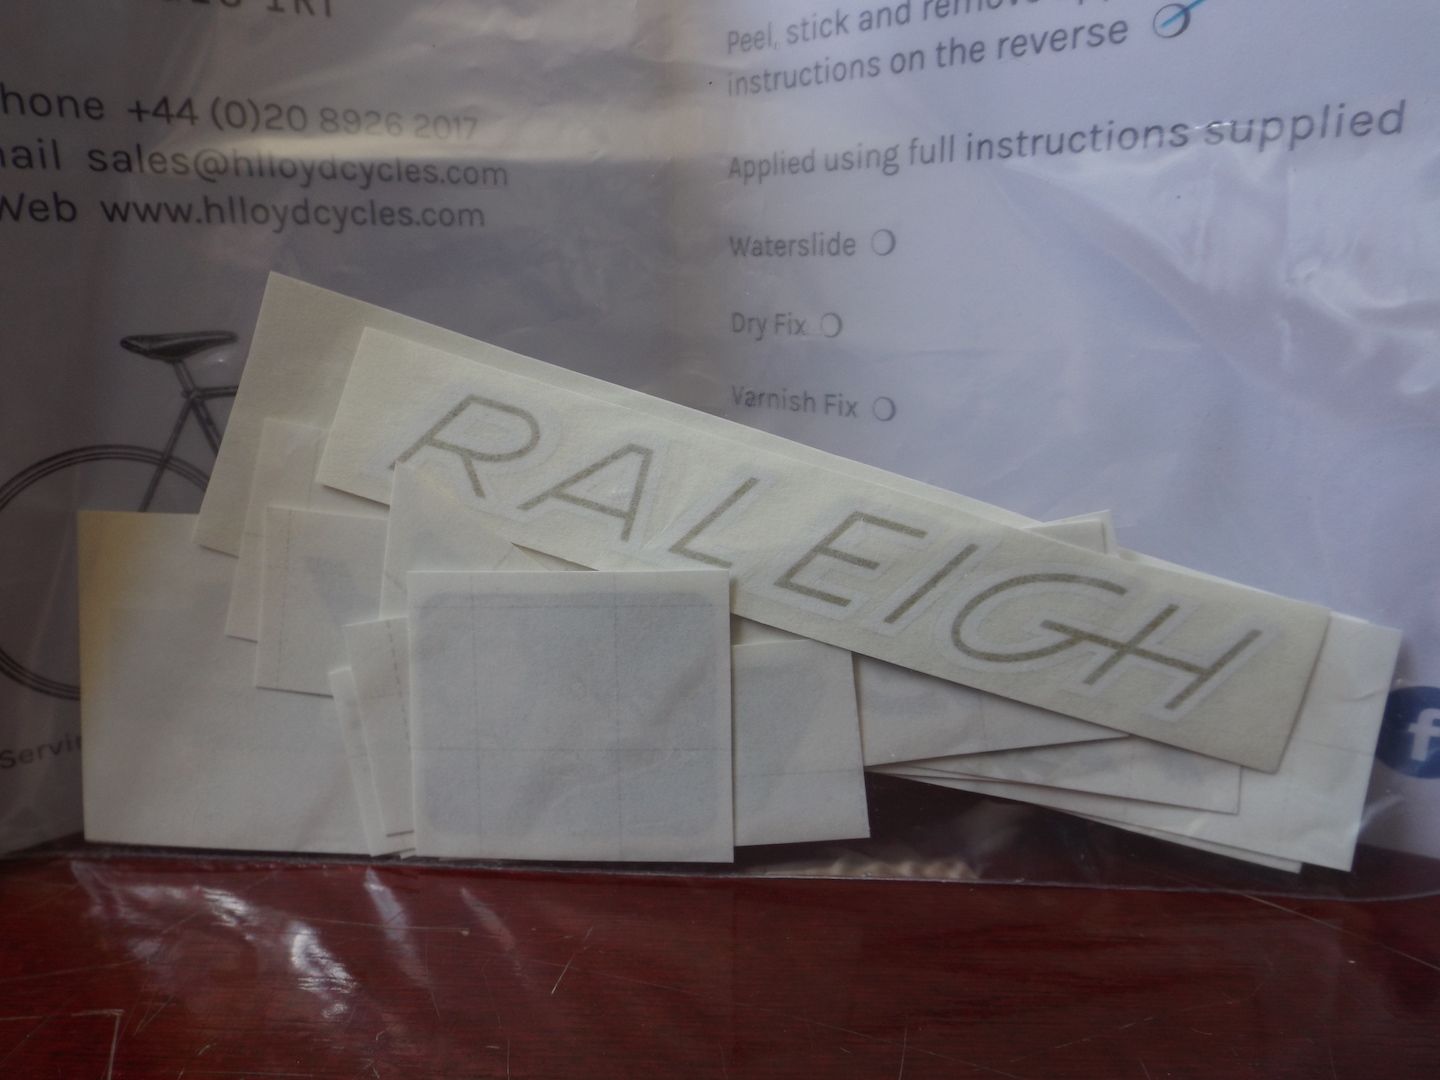 hone +44 (0)20 8926 2017
ail sales@hlloydcycles.com
Web www.hlloydcycles.com
Servi
Peel, stick and remove
instructions on the reverse
Applied using full instructions supplied
Waterslide
Dry Fix
Varnish Fix
RALEIGH
f